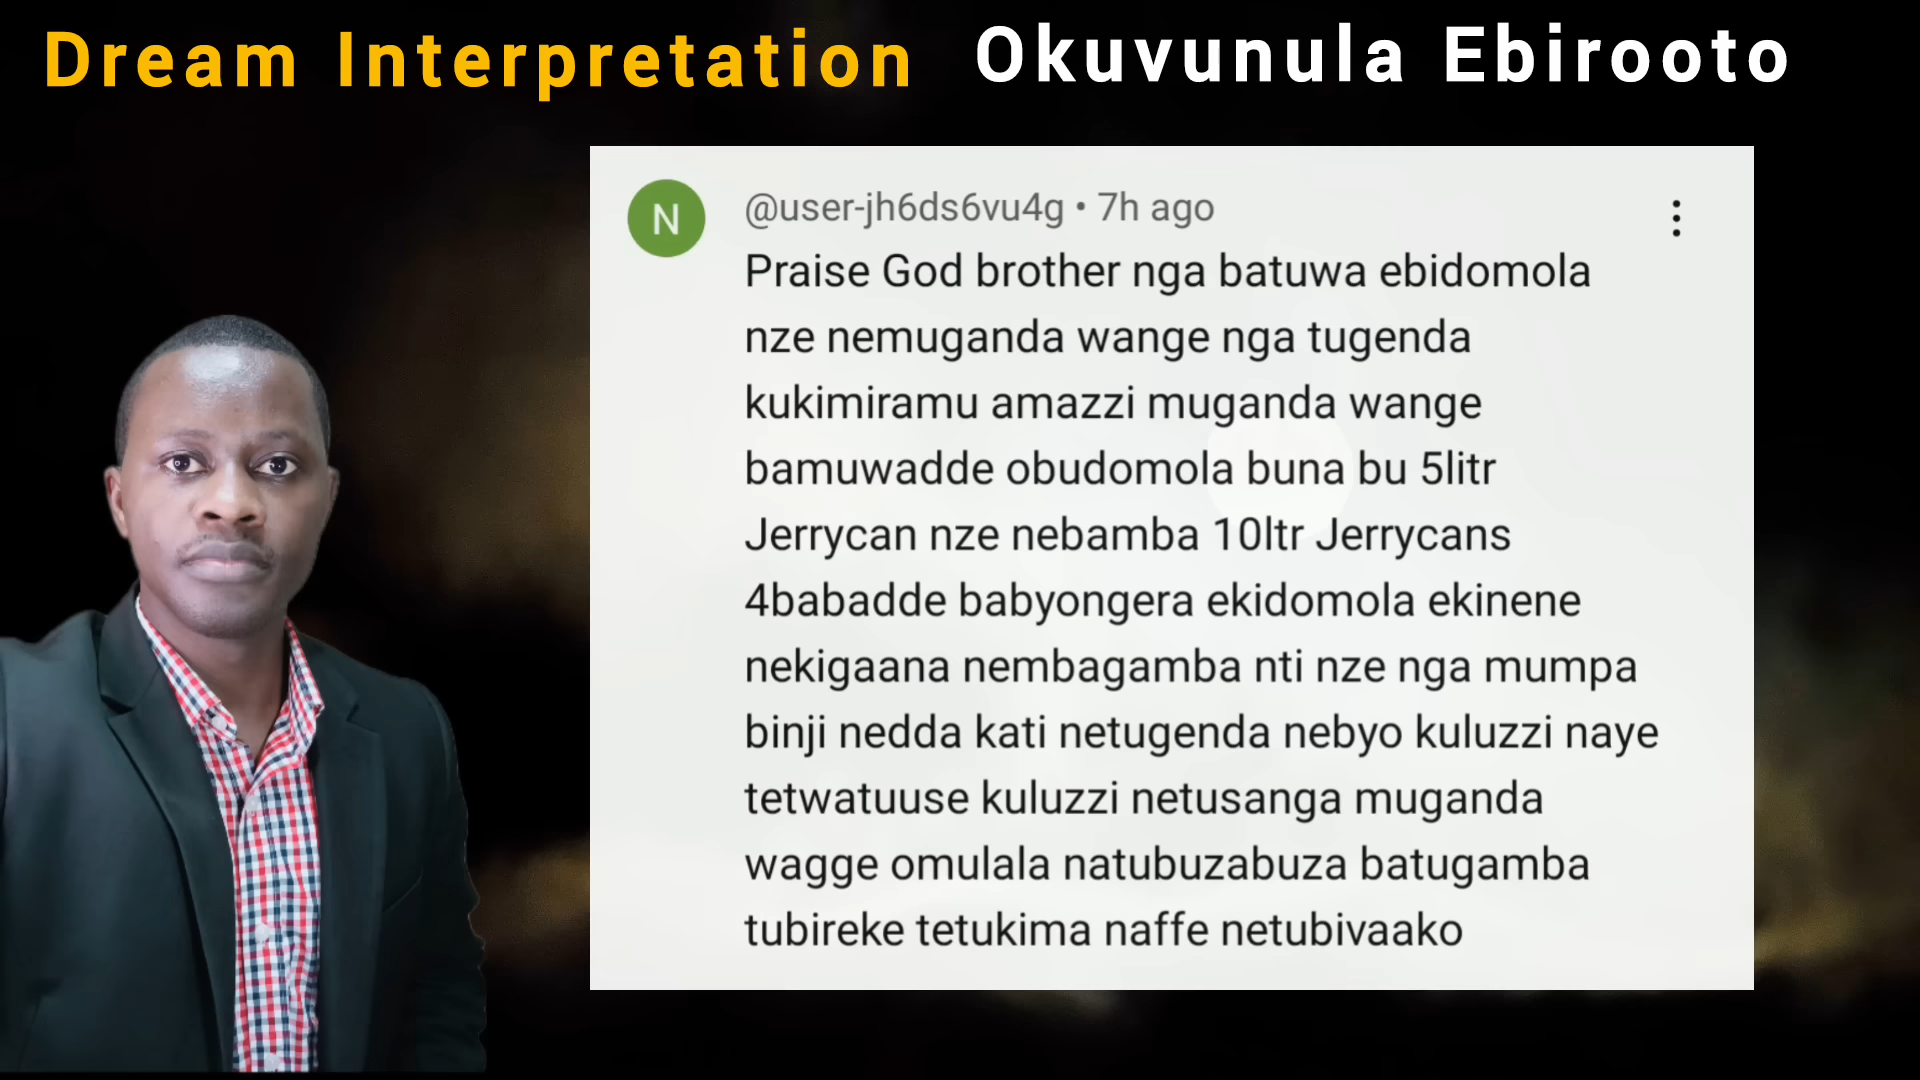 Dream Interpretation Okuvunula Ebirooto
N
@user-jh6ds6vu4g • 7h ago
Praise God brother nga batuwa ebidomola
nze nemuganda wange nga tugenda
kukimiramu amazzi muganda wange
bamuwadde obudomola buna bu 5litr
Jerrycan nze nebamba 10ltr Jerrycans
4babadde babyongera ekidomola ekinene
nekigaana nembagamba nti nze nga mumpa
binji nedda kati netugenda nebyo kuluzzi naye
tetwatuuse kuluzzi netusanga muganda
wagge omulala natubuzabuza batugamba
tubireke tetukima naffe netubivaako